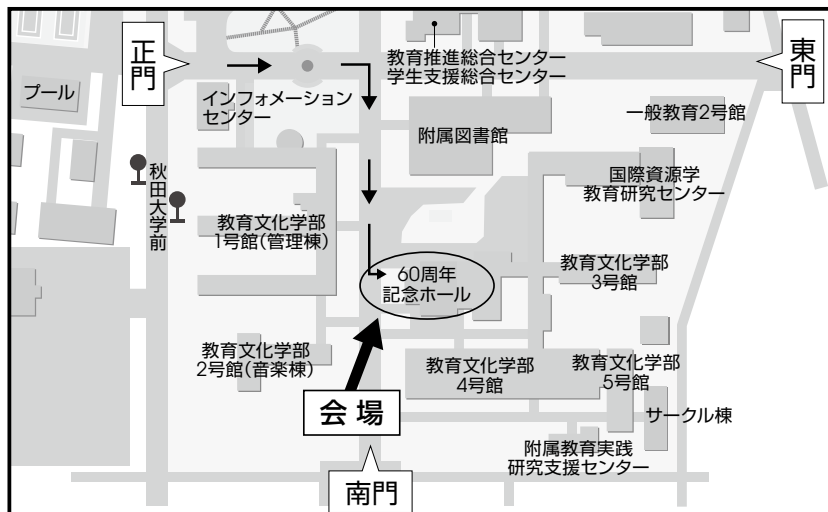 正門
東門
教育推進総合センター
学生支援総合センター
プール
インフォメーション
センター
一般教育2号館
附属図書館
秋田大学前
国際資源学
教育研究センター
教育文化学部
1号館(管理棟)
60周年
記念ホール
教育文化学部
3号館
教育文化学部
2号館(音楽棟)
教育文化学部
4号館
教育文化学部
5号館
会場
サークル棟
附属教育実践
研究支援センター
南門